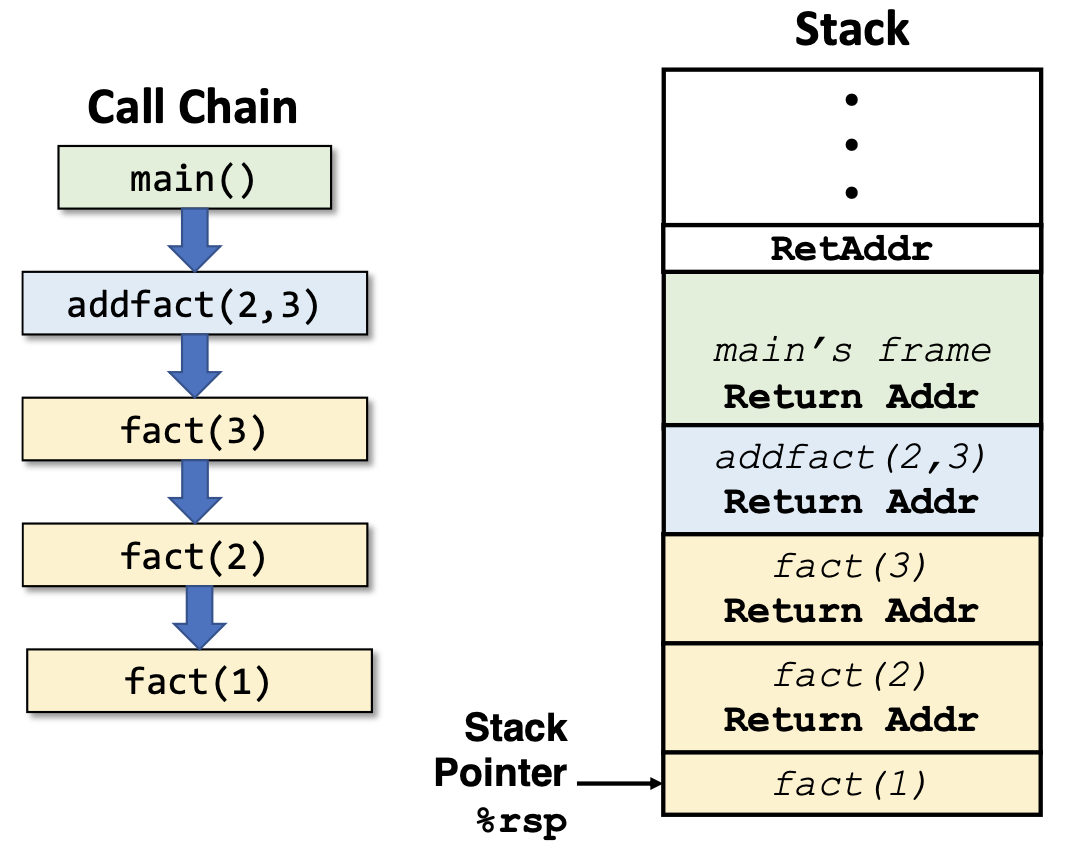 Call Chain
main()
addfact(2,3)
fact(3)
fact(2)
fact(1)
Stack
RetAddr
main’s frame
Return Addr
addfact(2,3)
Return Addr
fact(3)
Return Addr
fact(2)
Return Addr
fact(1)
Stack
Pointer
%rsp